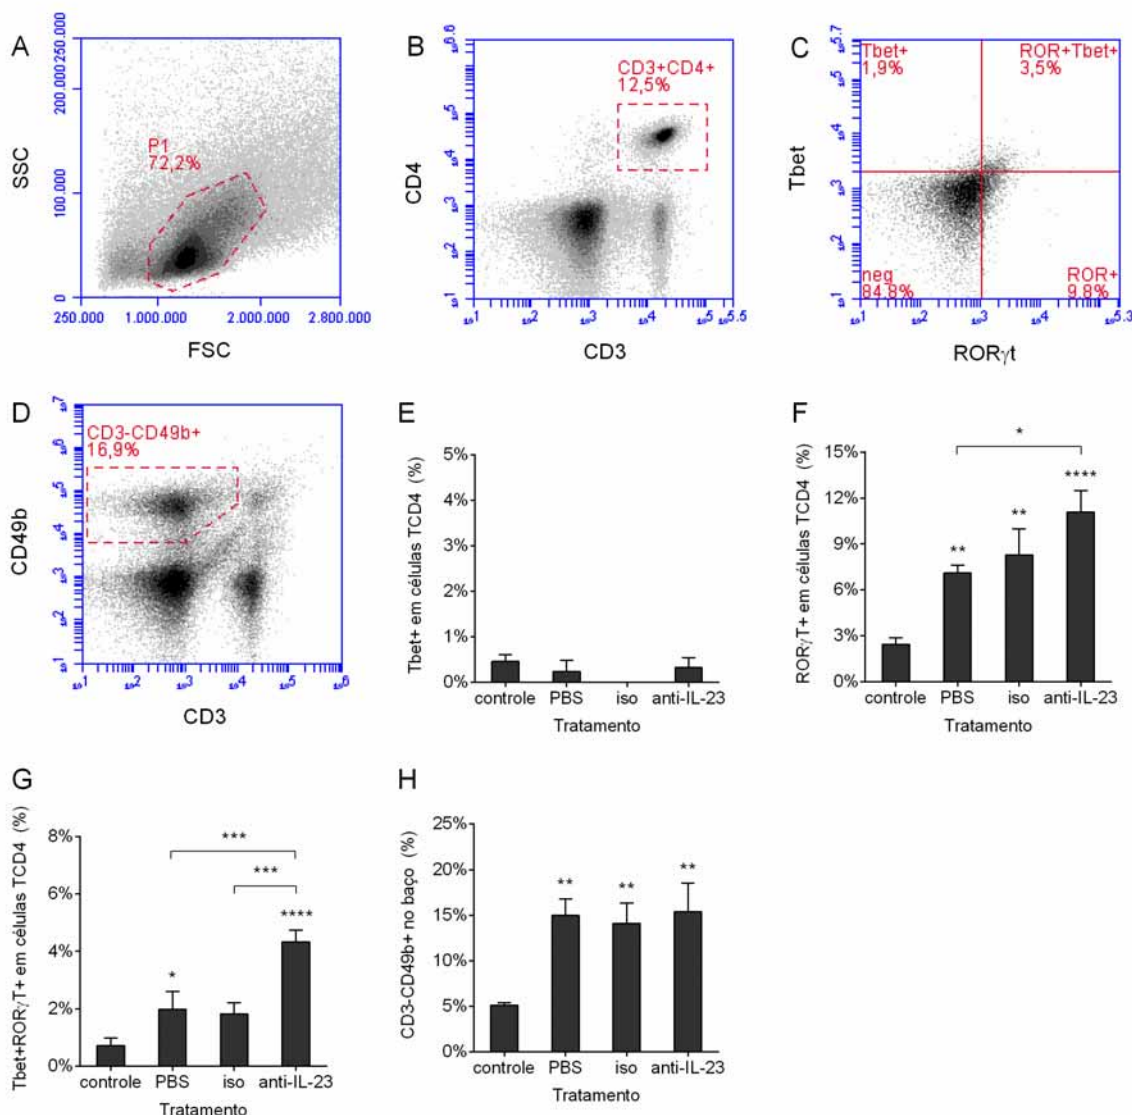 A
SSC
250.000
200.000
100.000
0
P1
72,2%
250.000 1.000.000 2.000.000 2.800.000
FSC
B
CD4
CD3+CD4+
12,5%
CD3
C
Tbet
Tbet+
1,9%
ROR+Tbet+
3,5%
neg
84,8%
ROR+
9,8%
RORγt
D
CD49b
CD3-CD49b+
16,9%
CD3
E
Tbet+ em células TCD4 (%)
5%
4%
3%
2%
1%
0%
controle PBS iso anti-IL-23
Tratamento
F
RORγT+ em células TCD4 (%)
15%
12%
9%
6%
3%
0%
*
**
**
****
controle PBS iso anti-IL-23
Tratamento
G
Tbet+RORγT+ em células TCD4 (%)
8%
6%
4%
2%
0%
***
***
****
*
controle PBS iso anti-IL-23
Tratamento
H
CD3-CD49b+ no baço (%)
25%
20%
15%
10%
5%
0%
** ** **
controle PBS iso anti-IL-23
Tratamento